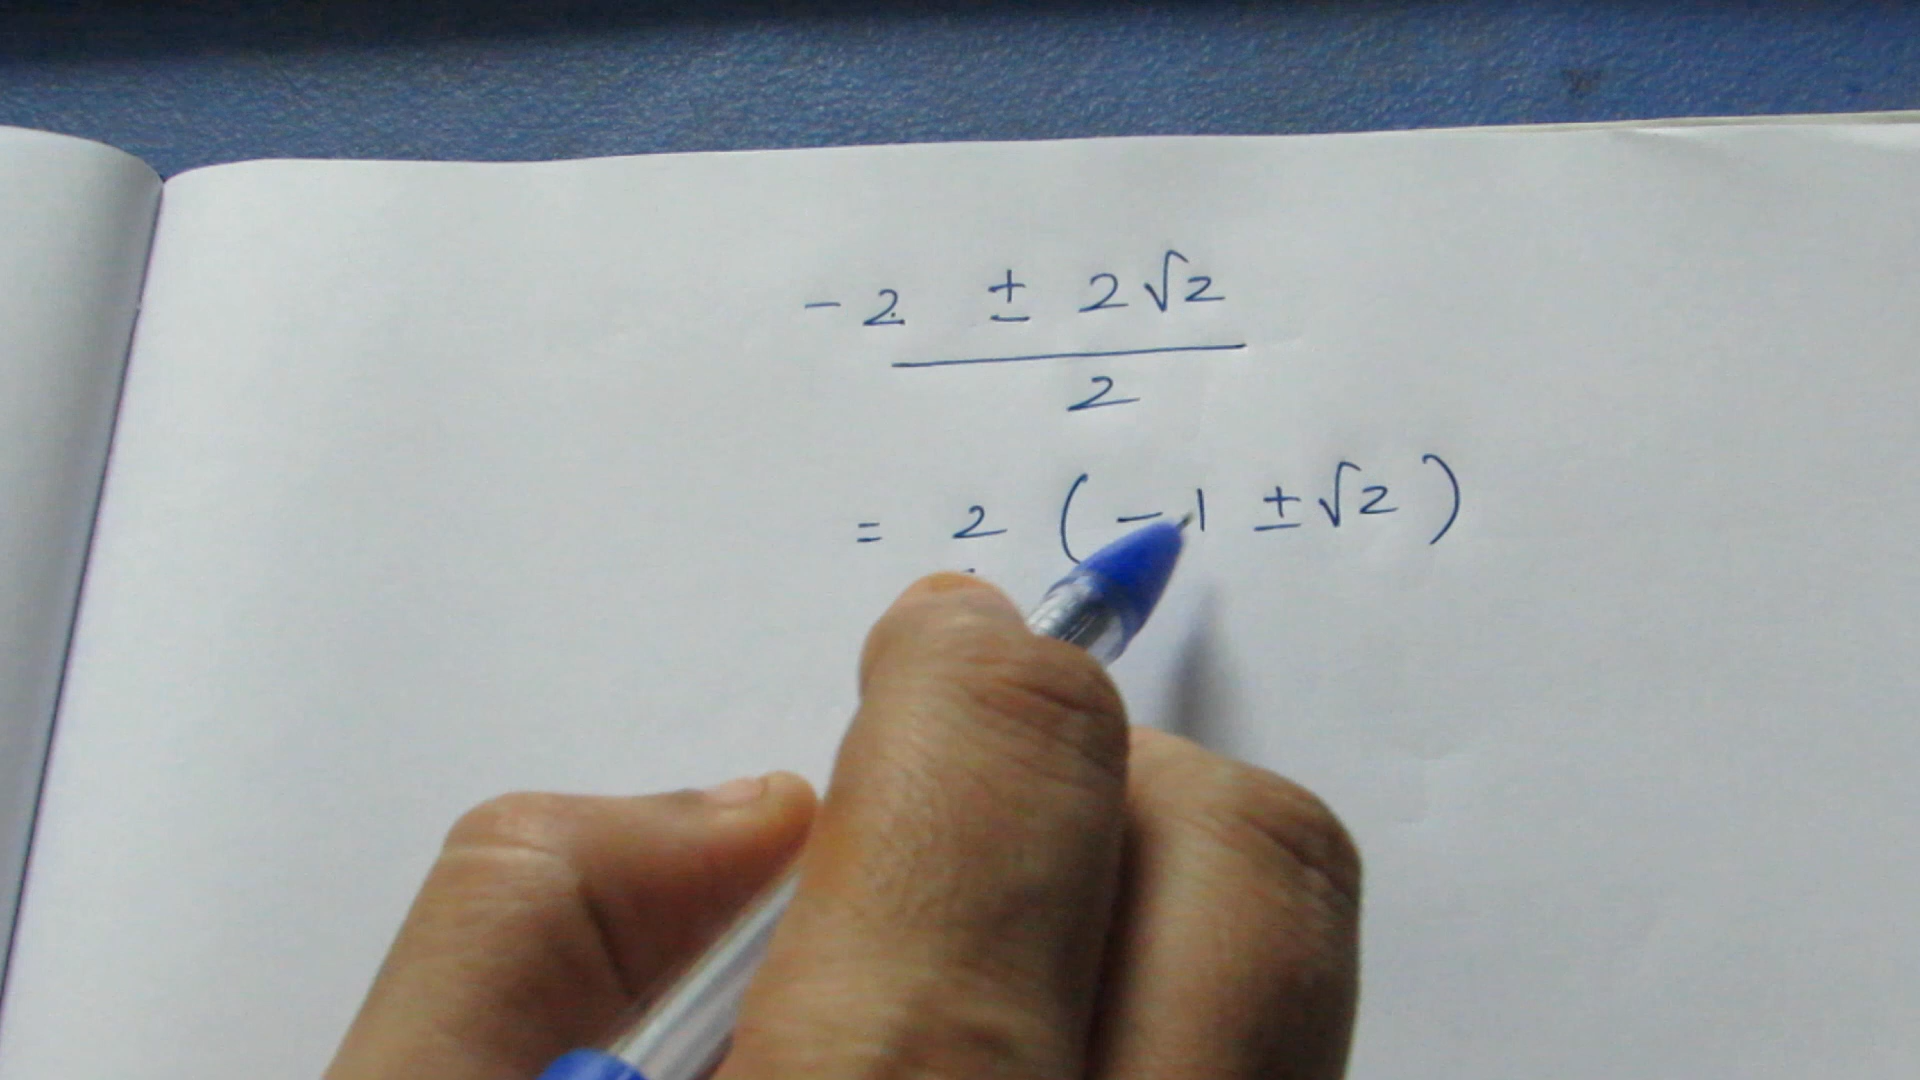 -2 ± 2√2
2
= 2 (-1 ± √2)